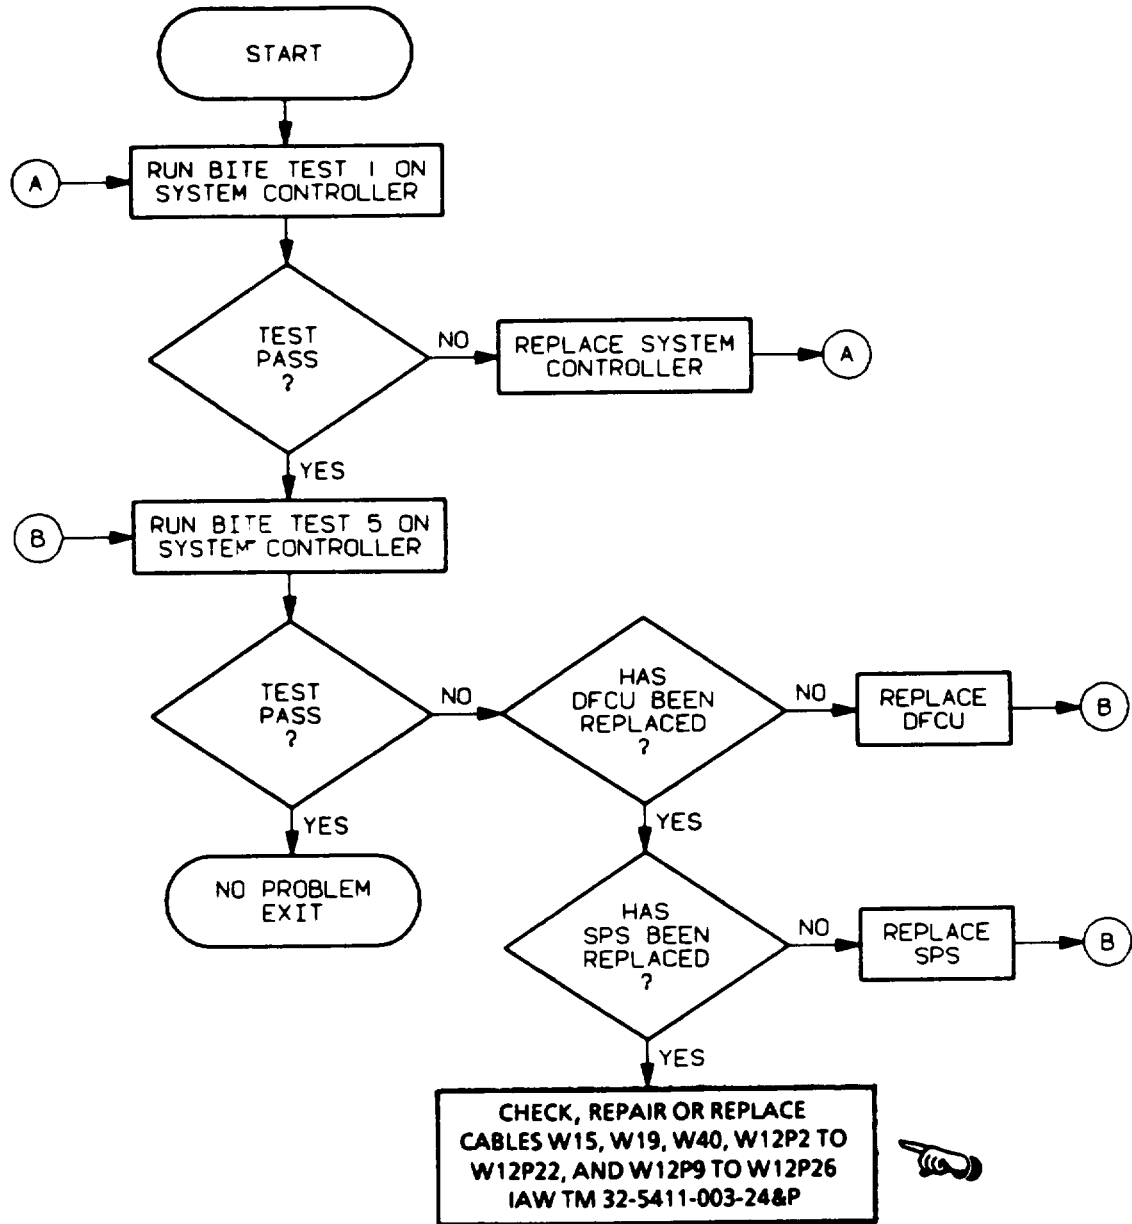 START
A
RUN BITE TEST 1 ON
SYSTEM CONTROLLER
TEST
PASS
?
NO
REPLACE SYSTEM
CONTROLLER
A
YES
B
RUN BITE TEST 5 ON
SYSTEM CONTROLLER
TEST
PASS
?
NO
HAS
DFCU BEEN
REPLACED
?
NO
REPLACE
DFCU
B
YES
NO PROBLEM
EXIT
YES
HAS
SPS BEEN
REPLACED
?
NO
REPLACE
SPS
B
YES
CHECK, REPAIR OR REPLACE
CABLES W15, W19, W40, W12P2 TO
W12P22, AND W12P9 TO W12P26
IAW TM 32-5411-003-24&P